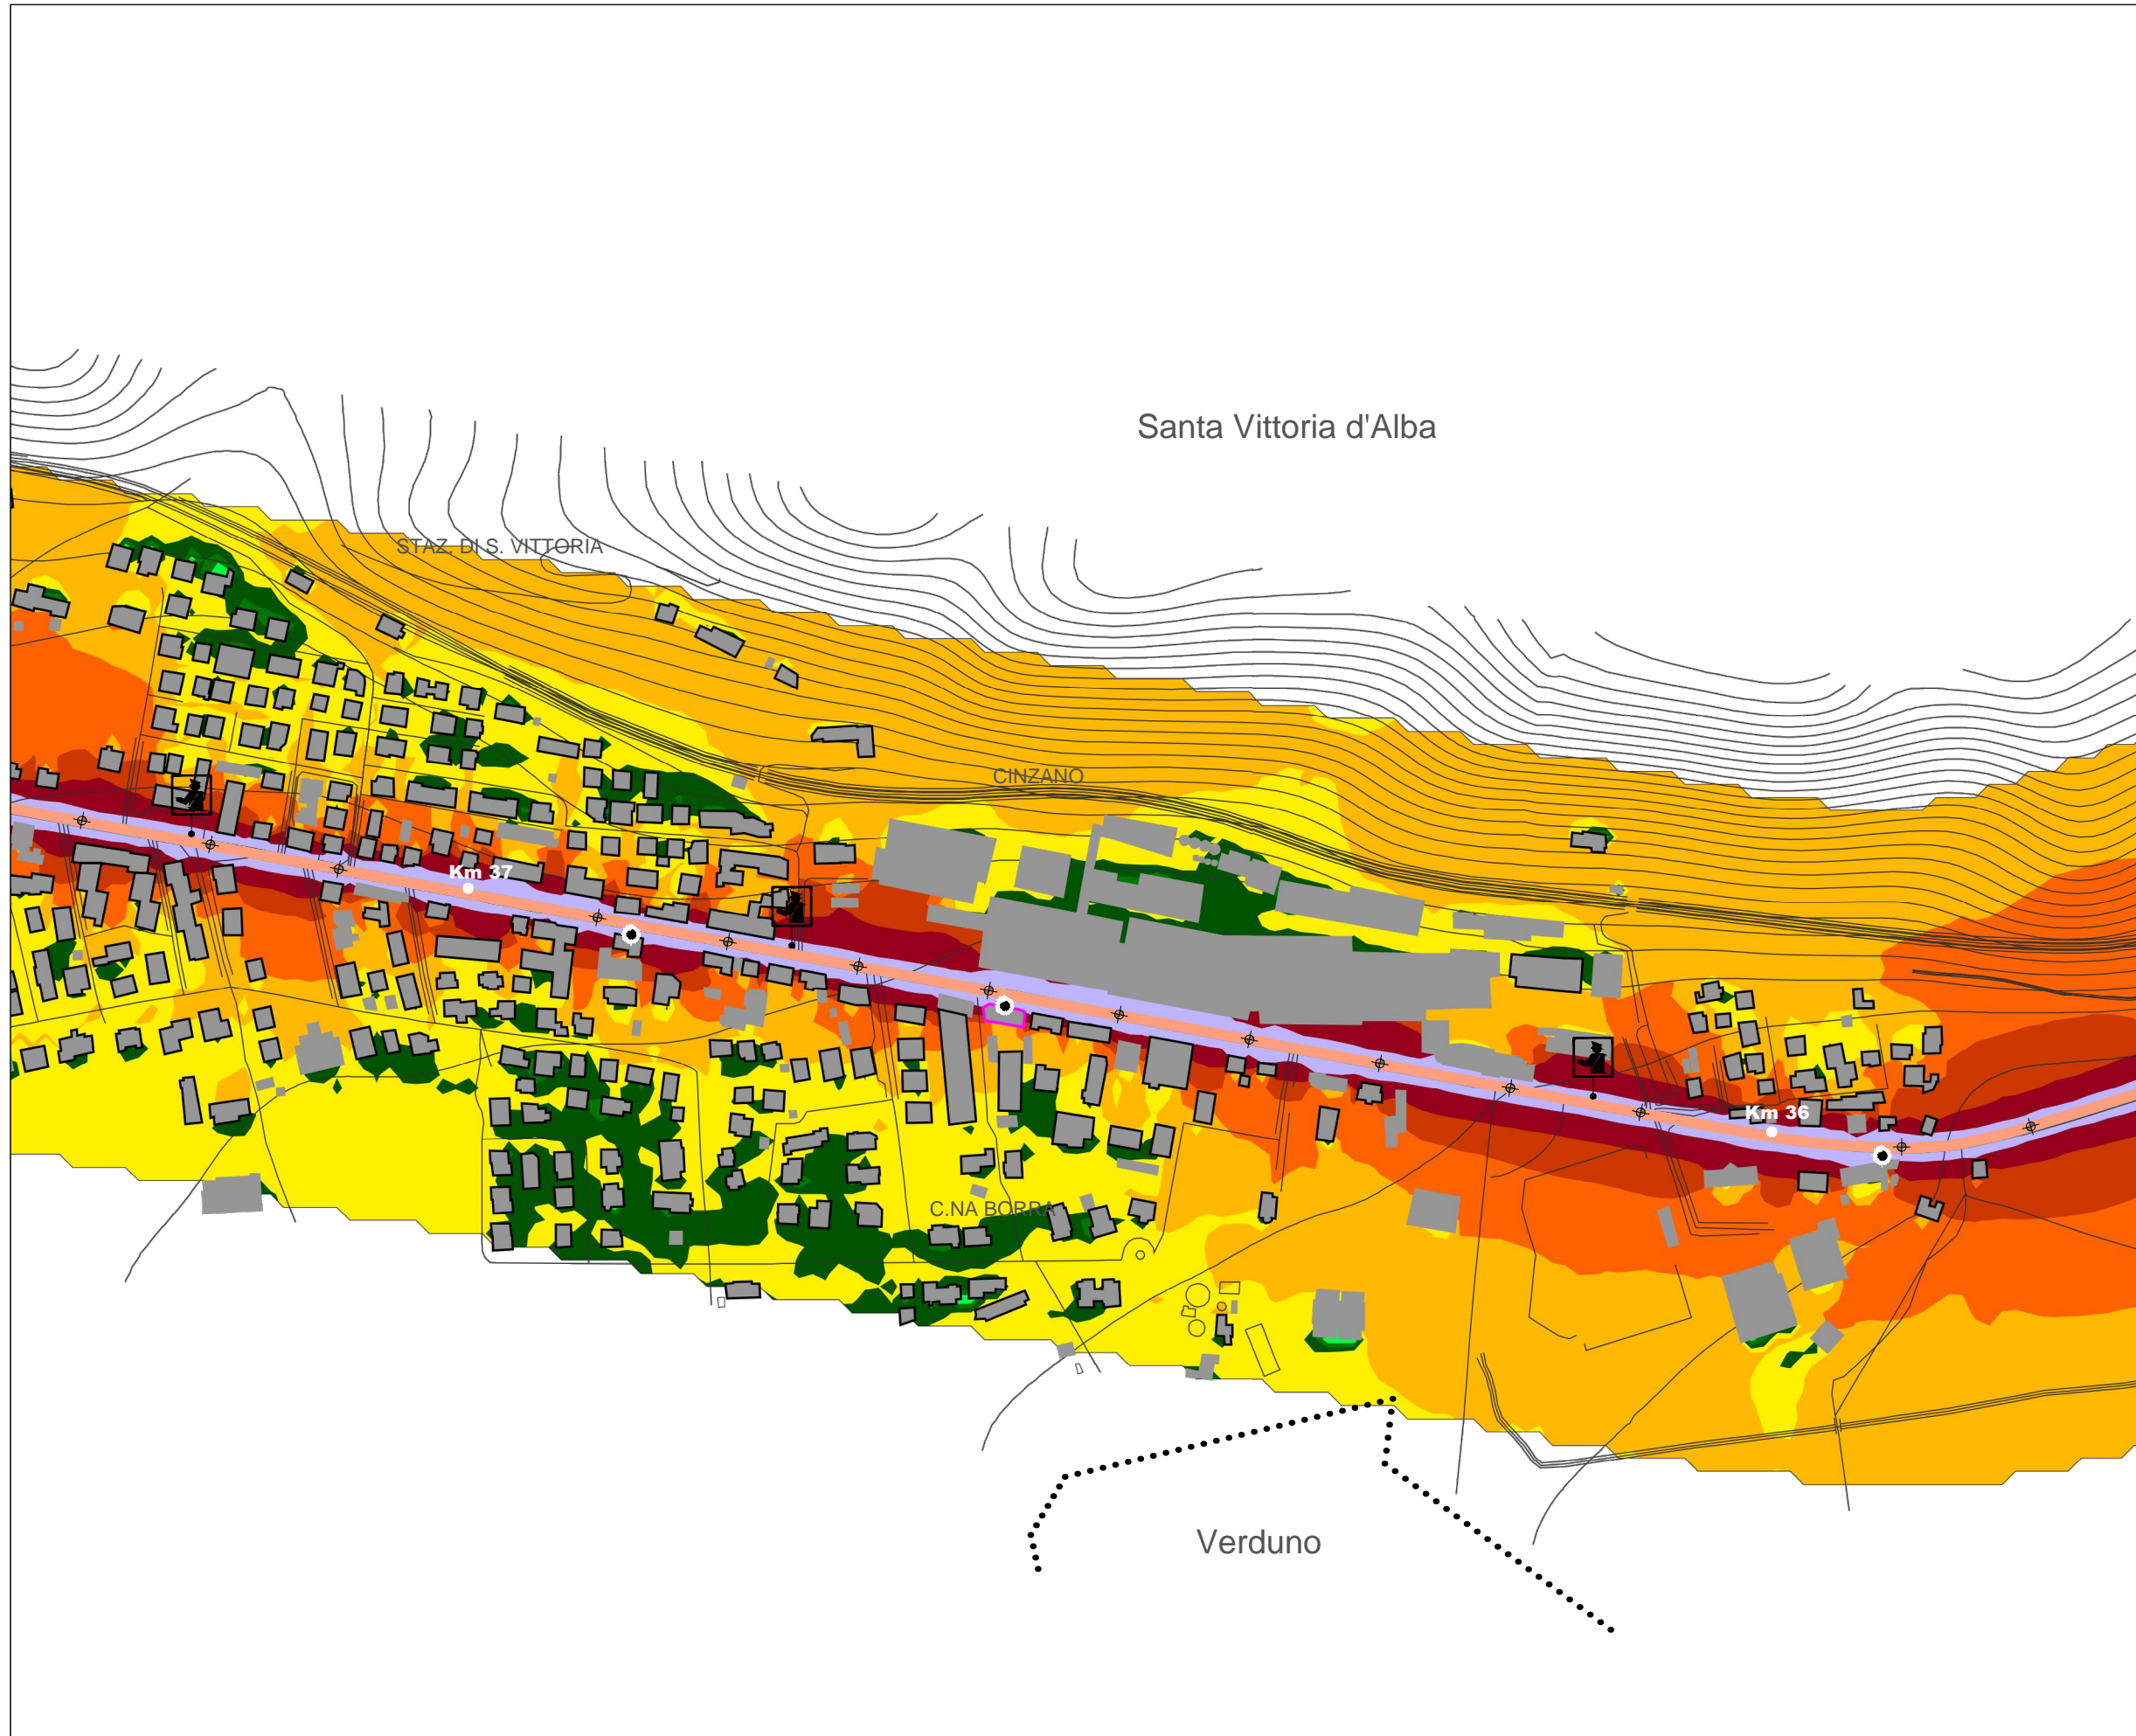 Santa Vittoria d'Alba
STAZ. DI S. VITTORIA
CINZANO
Km 37
Km 36
C.NA BORRA
Verduno